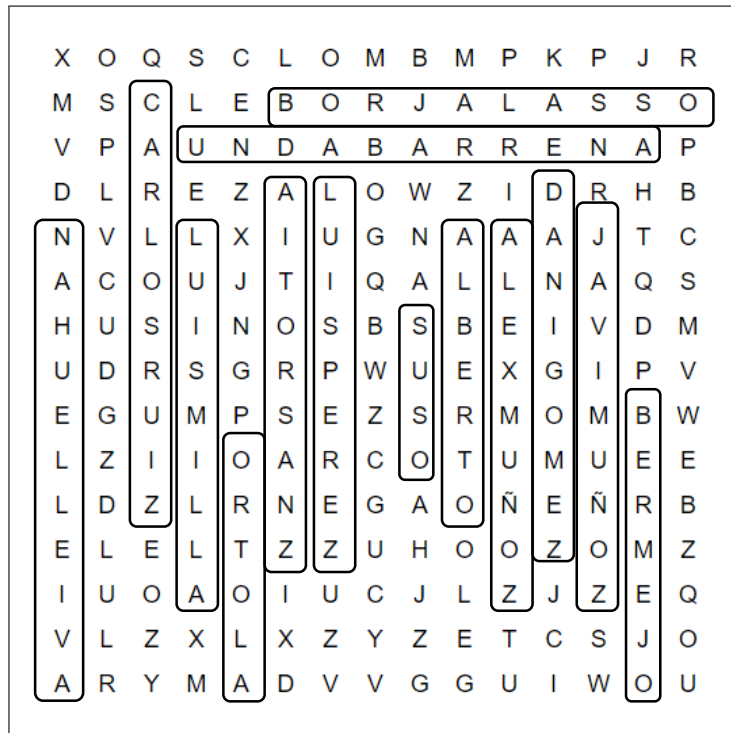 X O Q S C L O M B M P K P J R
M S C L E B O R J A L A S S O
V P A U N D A B A R R E N A P
D L R E Z A L O W Z I D R H B
N V L L X I U G N A A A J T C
A C O U J T I Q A L L N A Q S
H U S I N O S B S B E I V D M
U D R S G R P W U E X G I P V
E G U M P S E Z S R M O M B W
L Z I I O A R C O T U M U E E
L D Z L R N E G A O Ñ E Ñ R B
E L E L T Z Z U H O O Z O M Z
I U O A O I U C J L Z J Z E Q
V L Z X L X Z Y Z E T C S J O
A R Y M A D V V G G U I W O U